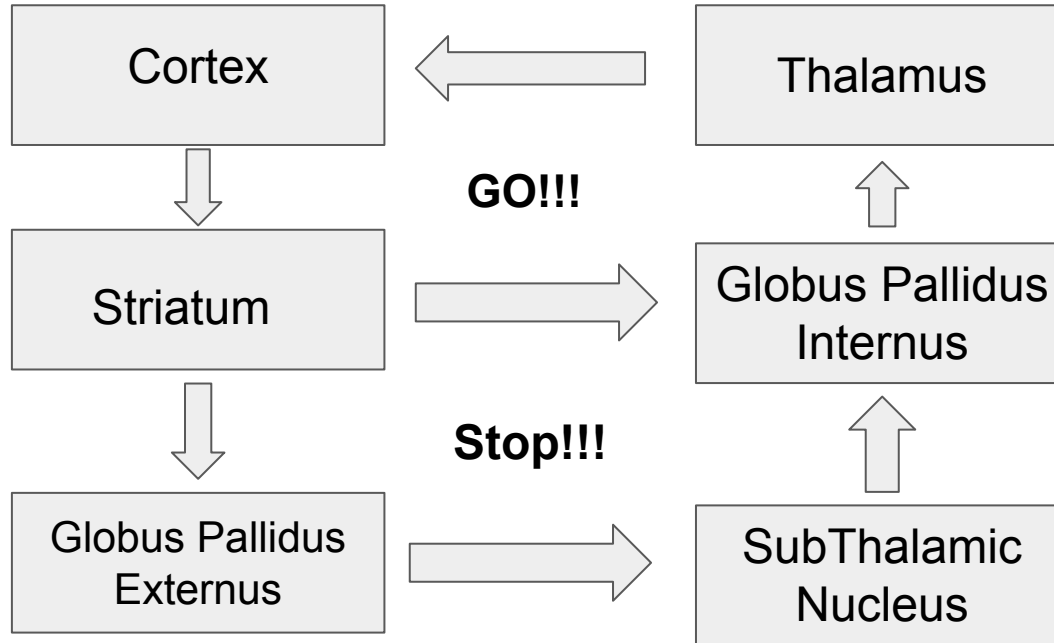 Cortex
Thalamus
GO!!!
Striatum
Globus Pallidus
Internus
Stop!!!
Globus Pallidus
Externus
SubThalamic
Nucleus